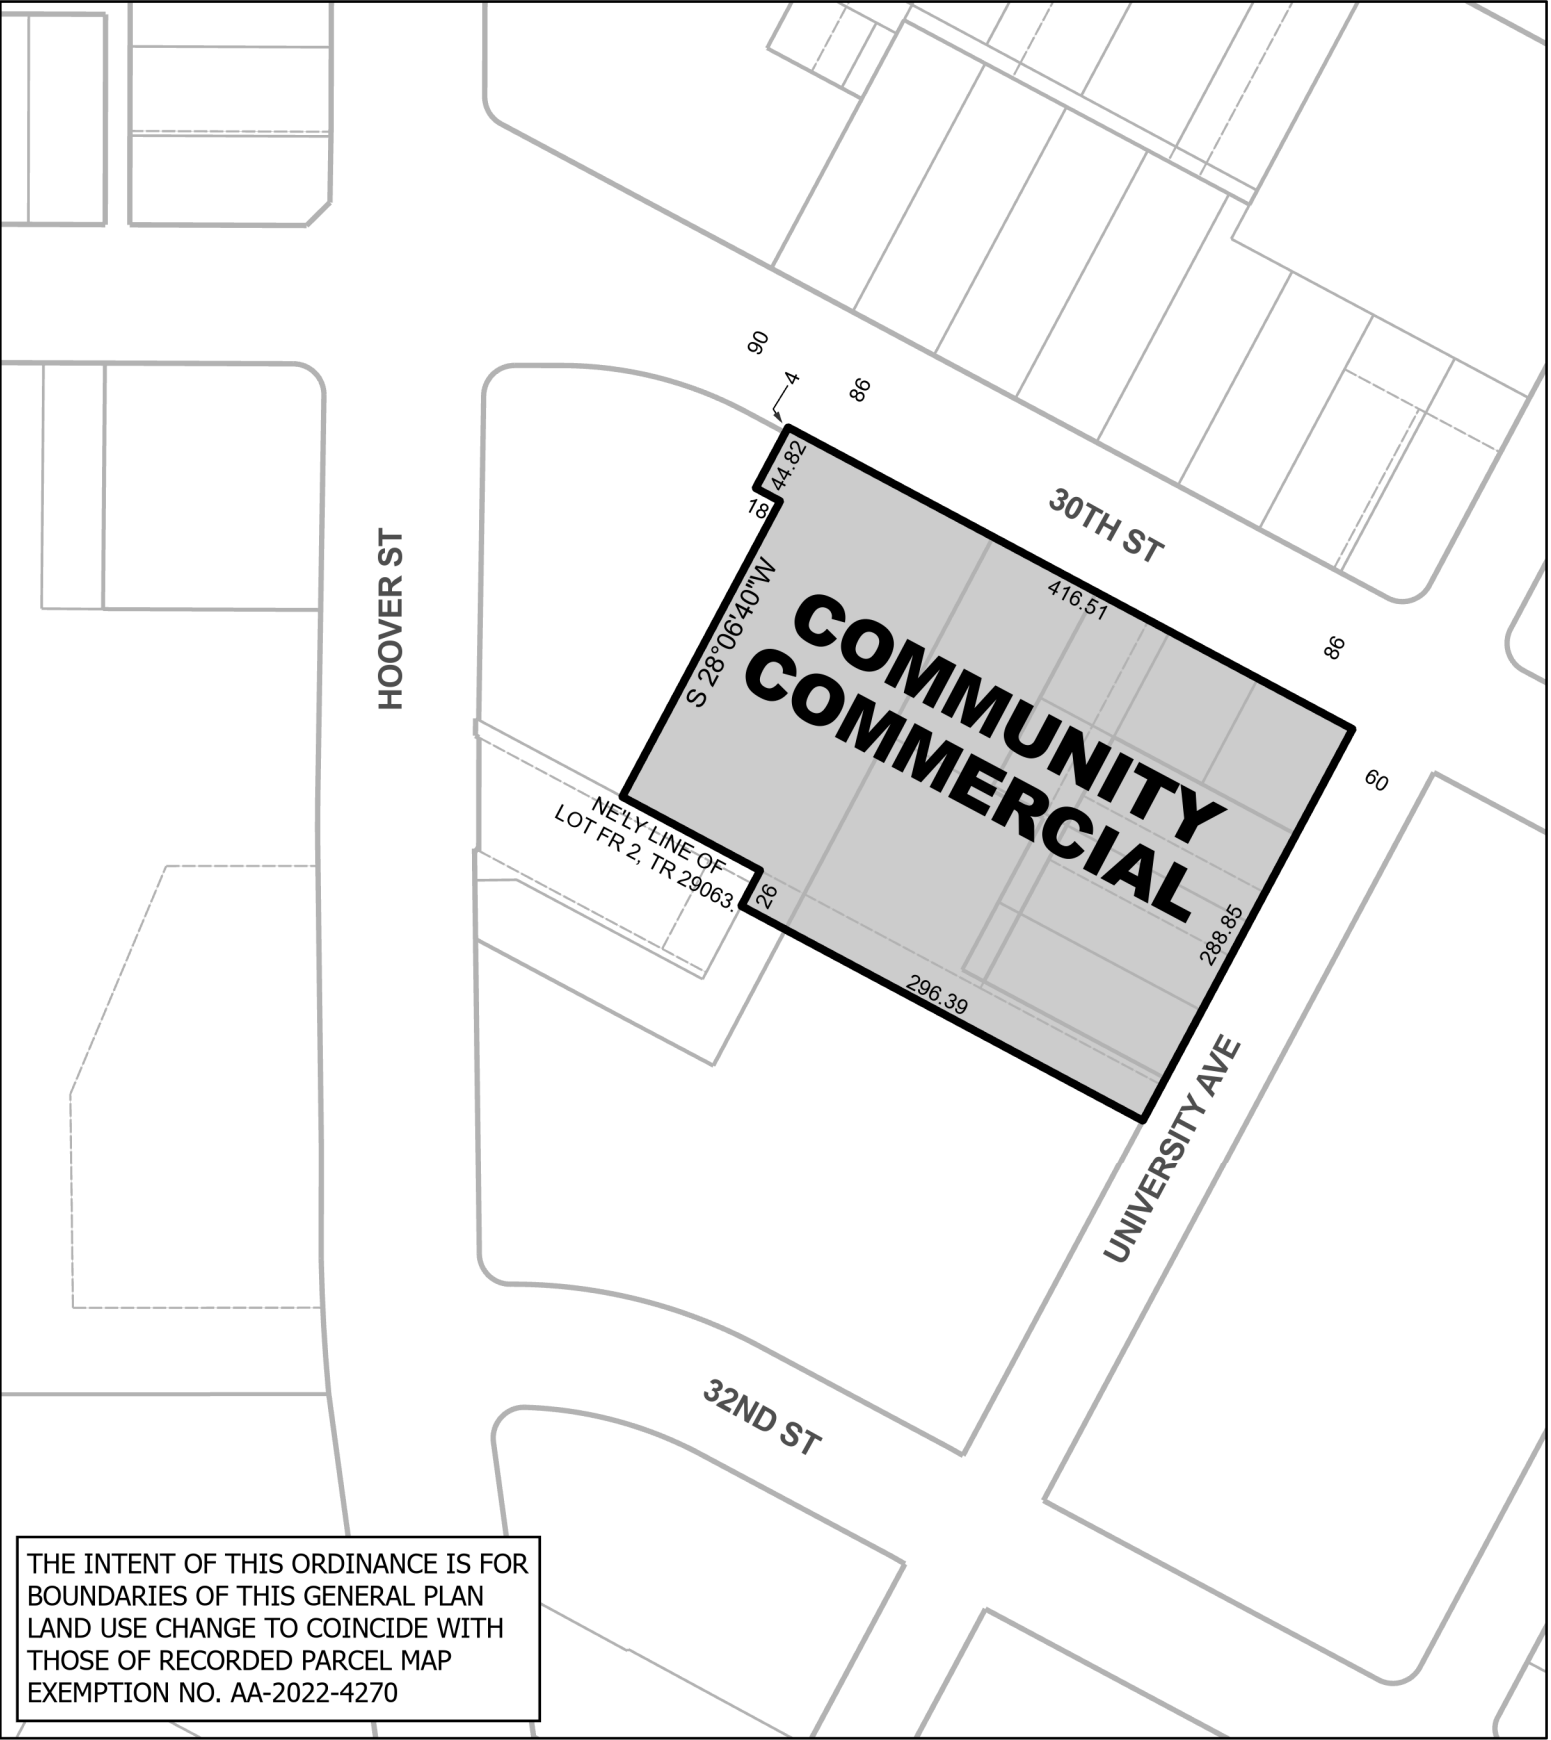 90
4
86
44.82
18
30TH ST
416.51
HOOVER ST
S 28°06'40"W
COMMUNITY
COMMERCIAL
86
60
NE'LY LINE OF
LOT FR 2, TR 29063.
26
288.85
296.39
UNIVERSITY AVE
32ND ST
THE INTENT OF THIS ORDINANCE IS FOR
BOUNDARIES OF THIS GENERAL PLAN
LAND USE CHANGE TO COINCIDE WITH
THOSE OF RECORDED PARCEL MAP
EXEMPTION NO. AA-2022-4270